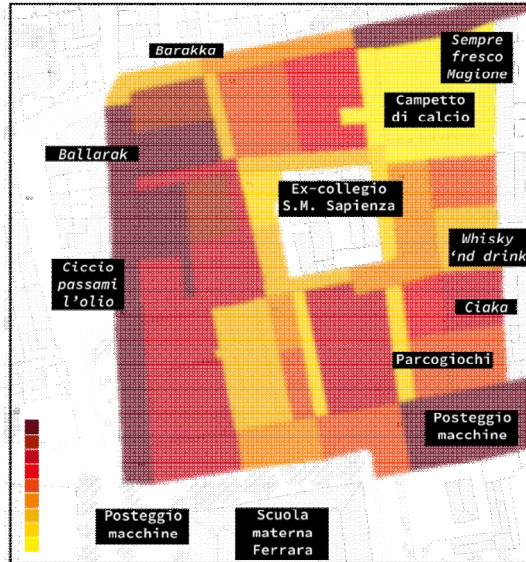 Barakka
Sempre
fresco
Magione
Campetto
di calcio
Ballarak
Ex-collegio
S.M. Sapienza
Whisky
‘nd drink
Ciccio
passami
l’olio
Ciaka
Parcogiochi
Posteggio
macchine
Posteggio
macchine
Scuola
materna
Ferrara